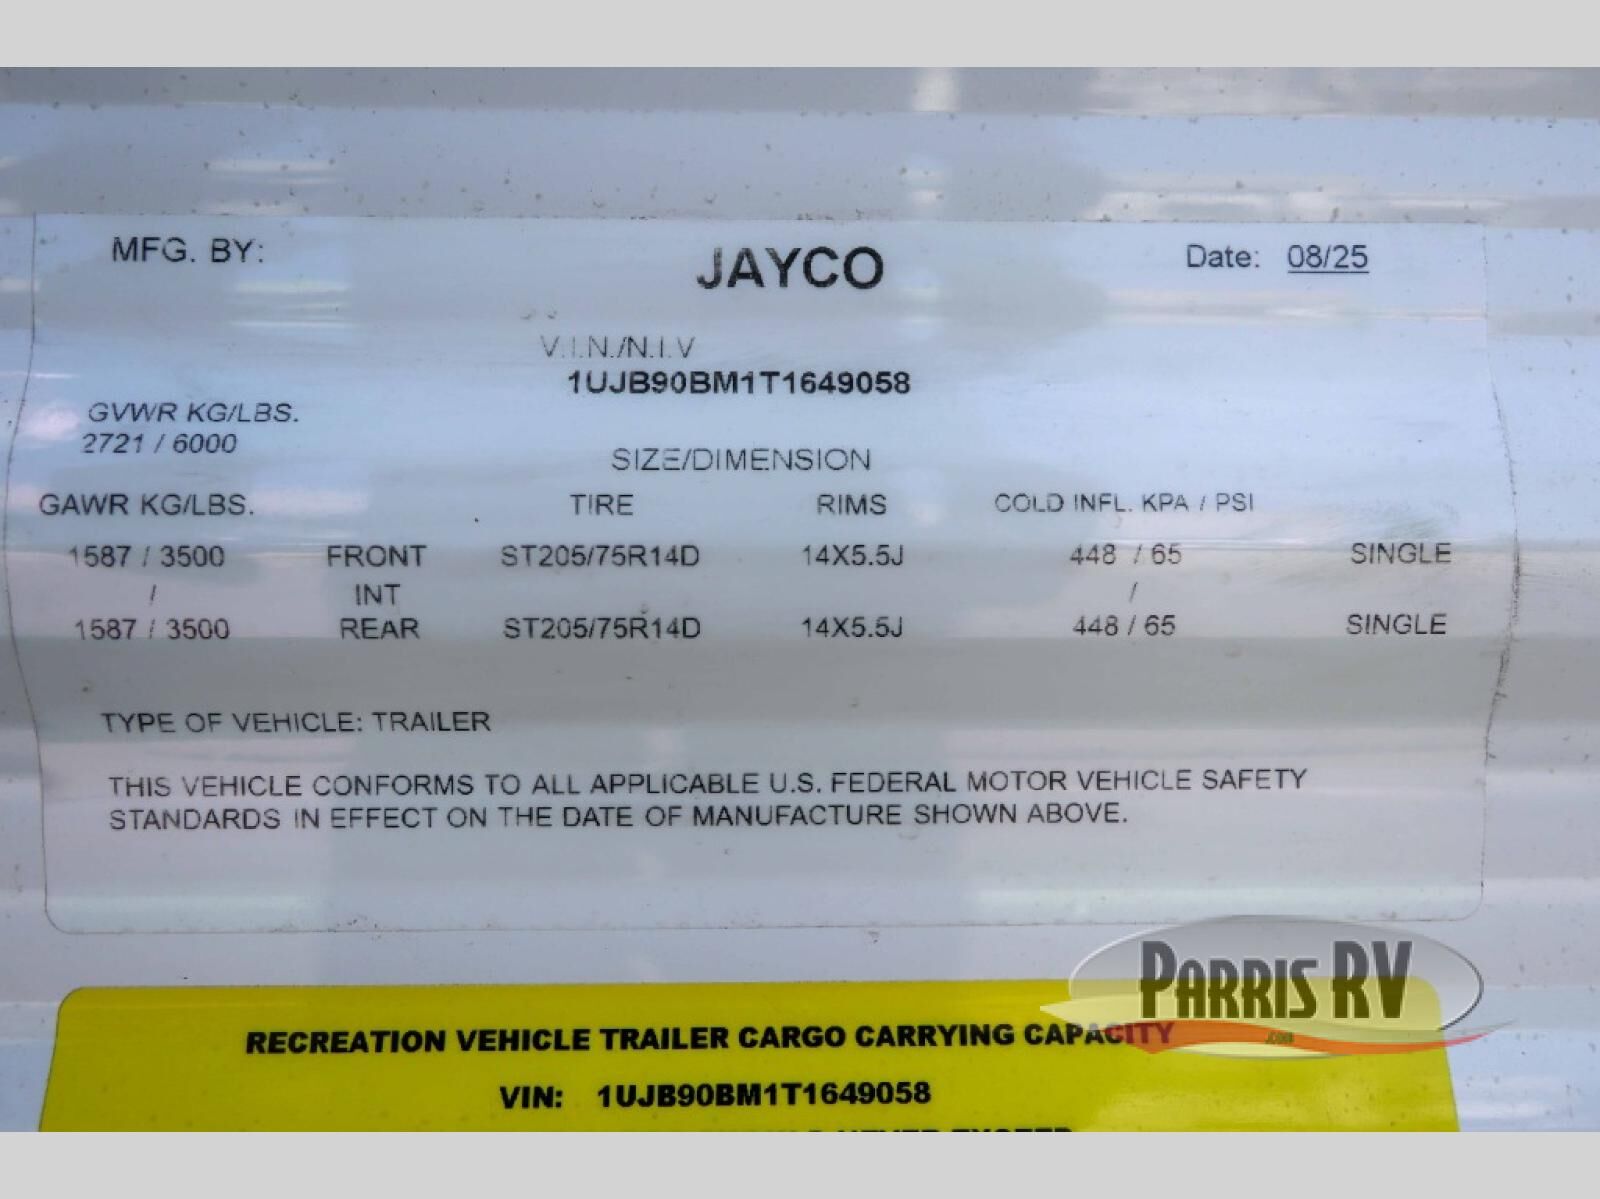 MFG. BY: JAYCO Date: 08/25
V.I.N./N.I.V
1UJB90BM1T1649058
GVWR KG/LBS.
2721 / 6000
SIZE/DIMENSION
GAWR KG/LBS. TIRE RIMS COLD INFL. KPA / PSI
1587 / 3500 FRONT ST205/75R14D 14X5.5J 448 / 65 SINGLE
/ INT /
1587 / 3500 REAR ST205/75R14D 14X5.5J 448 / 65 SINGLE
TYPE OF VEHICLE: TRAILER
THIS VEHICLE CONFORMS TO ALL APPLICABLE U.S. FEDERAL MOTOR VEHICLE SAFETY
STANDARDS IN EFFECT ON THE DATE OF MANUFACTURE SHOWN ABOVE.
PARRIS RV
.com
RECREATION VEHICLE TRAILER CARGO CARRYING CAPACITY
VIN: 1UJB90BM1T1649058
NEVER EXCEED